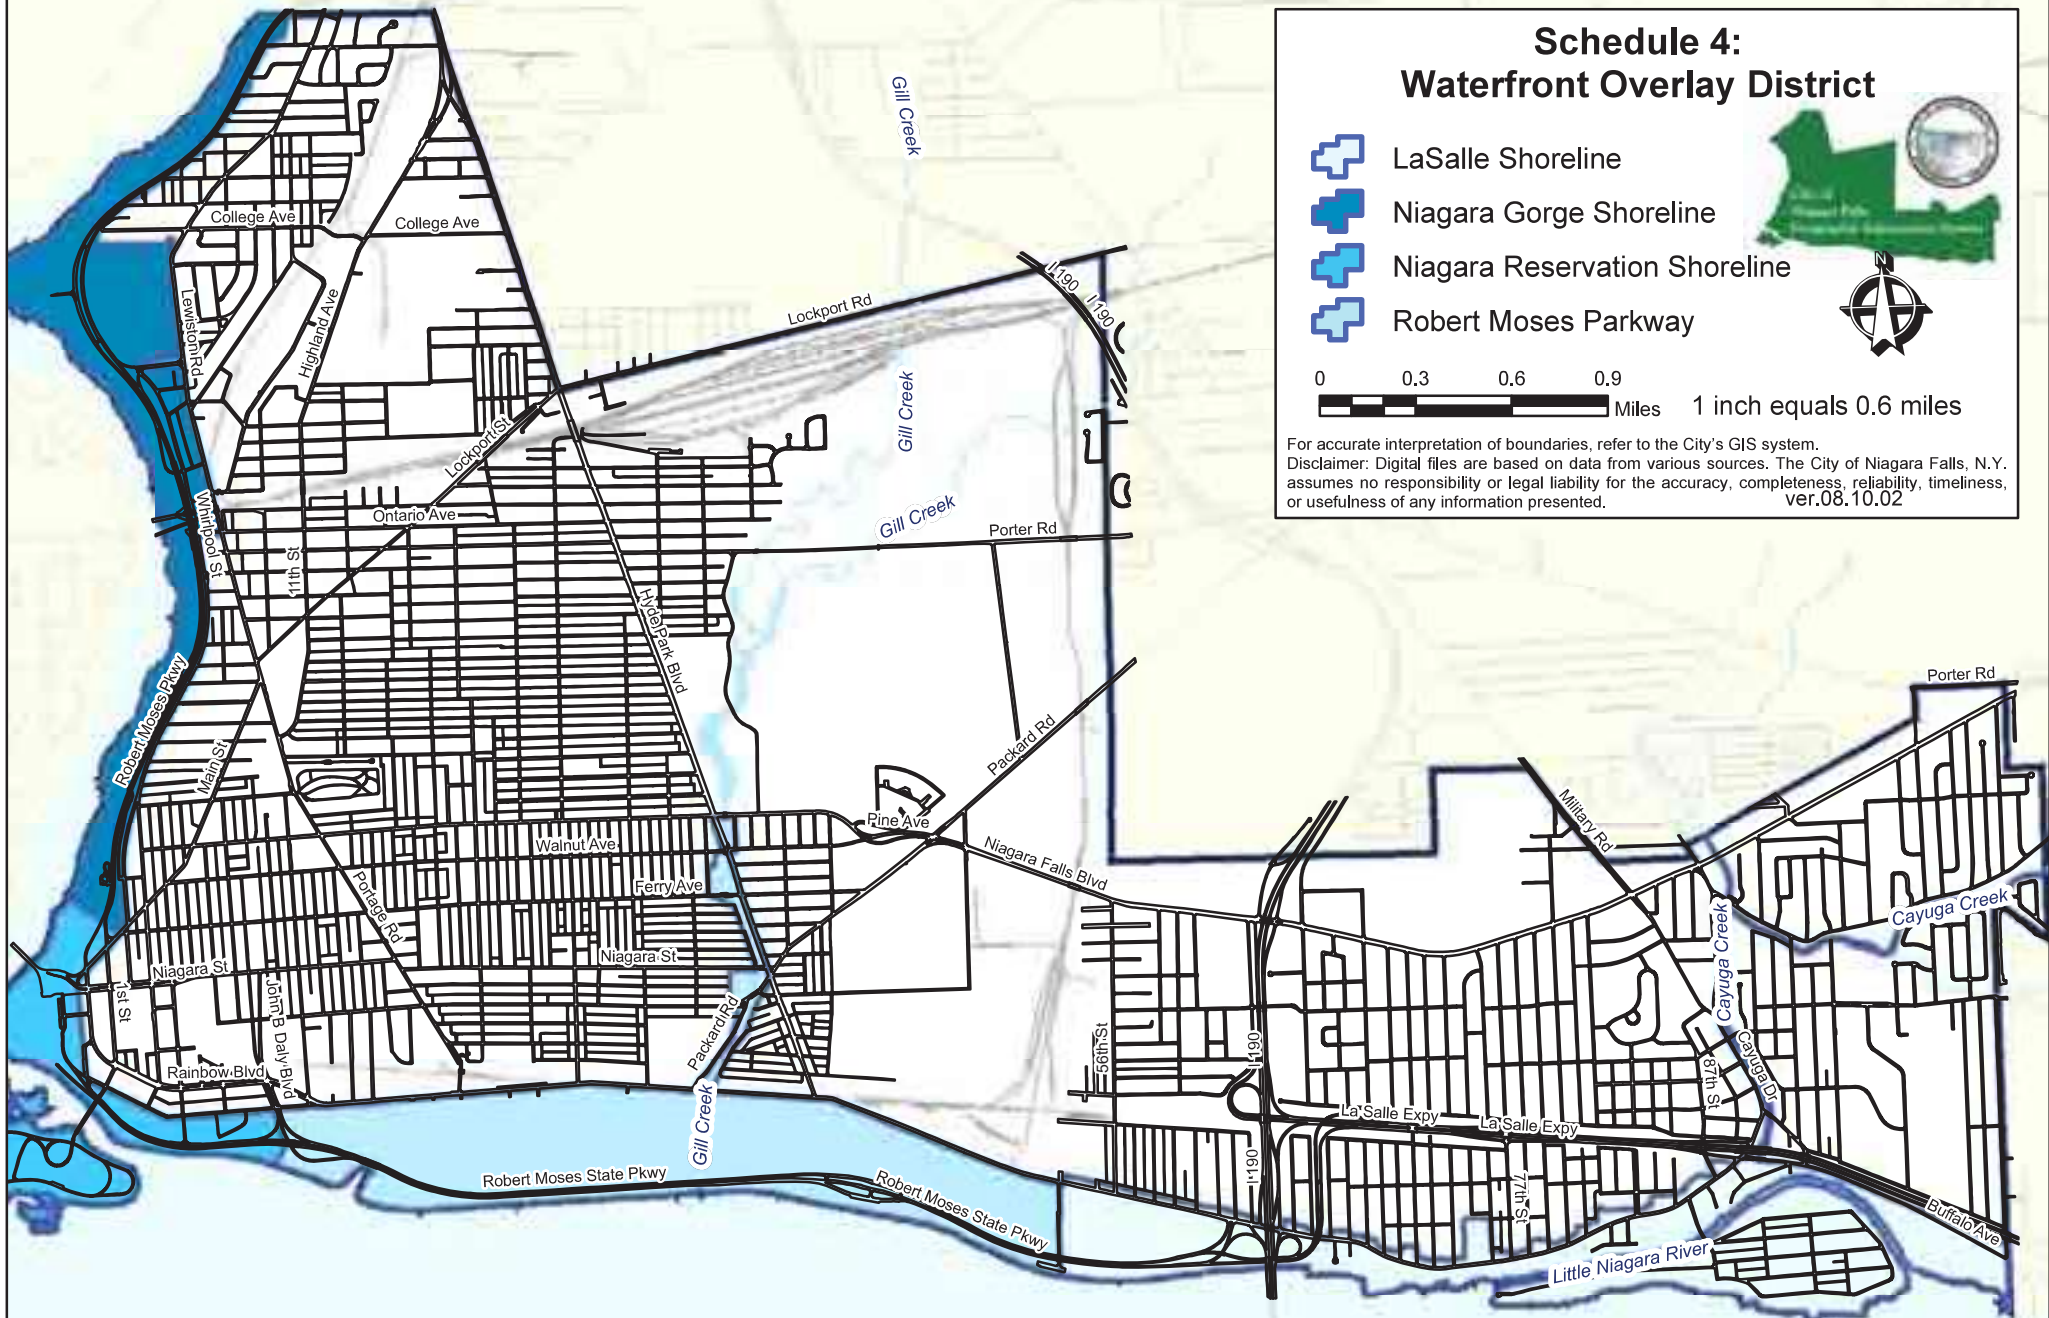 Schedule 4:
Waterfront Overlay District
LaSalle Shoreline
Niagara Gorge Shoreline
Niagara Reservation Shoreline
Robert Moses Parkway
N
0 0.3 0.6 0.9
Miles
1 inch equals 0.6 miles
For accurate interpretation of boundaries, refer to the City's GIS system.
Disclaimer: Digital files are based on data from various sources. The City of Niagara Falls, N.Y.
assumes no responsibility or legal liability for the accuracy, completeness, reliability, timeliness,
or usefulness of any information presented.
ver.08.10.02
Gill Creek
College Ave
College Ave
Lewiston Rd
Highland Ave
Lockport Rd
I 190
I 190
Gill Creek
Lockport St
Ontario Ave
Whirlpool St
11th St
Gill Creek
Porter Rd
Hyde Park Blvd
Robert Moses Pkwy
Main St
Packard Rd
Porter Rd
Pine Ave
Walnut Ave
Niagara Falls Blvd
Military Rd
Ferry Ave
Portage Rd
Cayuga Creek
Cayuga Creek
Niagara St
Niagara St
1st St
John B Daly Blvd
Packard Rd
Rainbow Blvd
56th St
I 190
87th St
Cayuga Dr
Gill Creek
La Salle Expy
La Salle Expy
Robert Moses State Pkwy
Robert Moses State Pkwy
I 190
77th St
Buffalo Ave
Little Niagara River